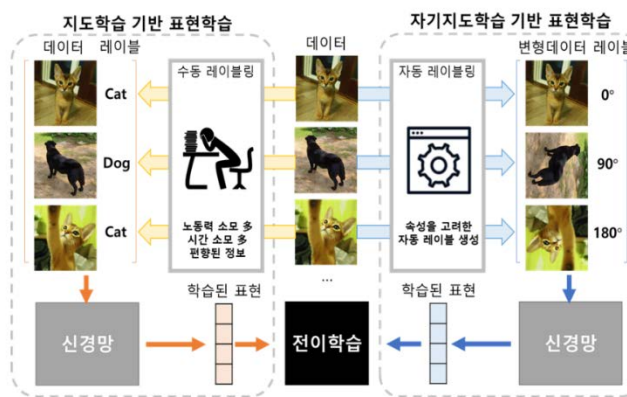 지도학습 기반 표현학습
자기지도학습 기반 표현학습
데이터 레이블
데이터
변형데이터 레이블
수동 레이블링
자동 레이블링
Cat
0°
Dog
90°
Cat
180°
노동력 소모 多
시간 소모 多
편향된 정보
속성을 고려한
자동 레이블 생성
...
학습된 표현
학습된 표현
신경망
전이학습
신경망